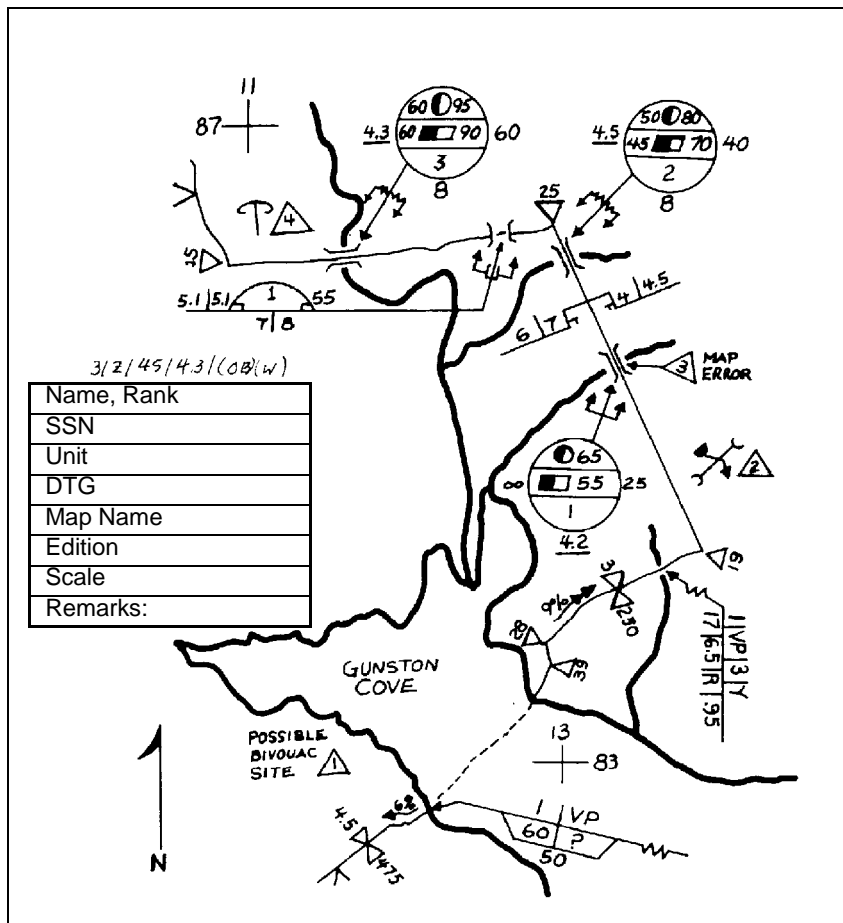 11
87
60 95
4.3 60 90 60
3
8
50 80
4.5 45 70 40
2
8
25
4
25
5.1 5.1 1 55
7 8
6 7 4 4.5
3
MAP
ERROR
3/Z/45/4.3/(OB)(W)
Name, Rank
SSN
Unit
DTG
Map Name
Edition
Scale
Remarks:
65
∞ 55 25
1
4.2
2
19
3
9%
230
28
39
1 VP 3 Y
17 6.5 R .95
GUNSTON
COVE
POSSIBLE
BIVOUAC
SITE 1
13
83
6%
4.5
475
1 VP
60 ?
50
N